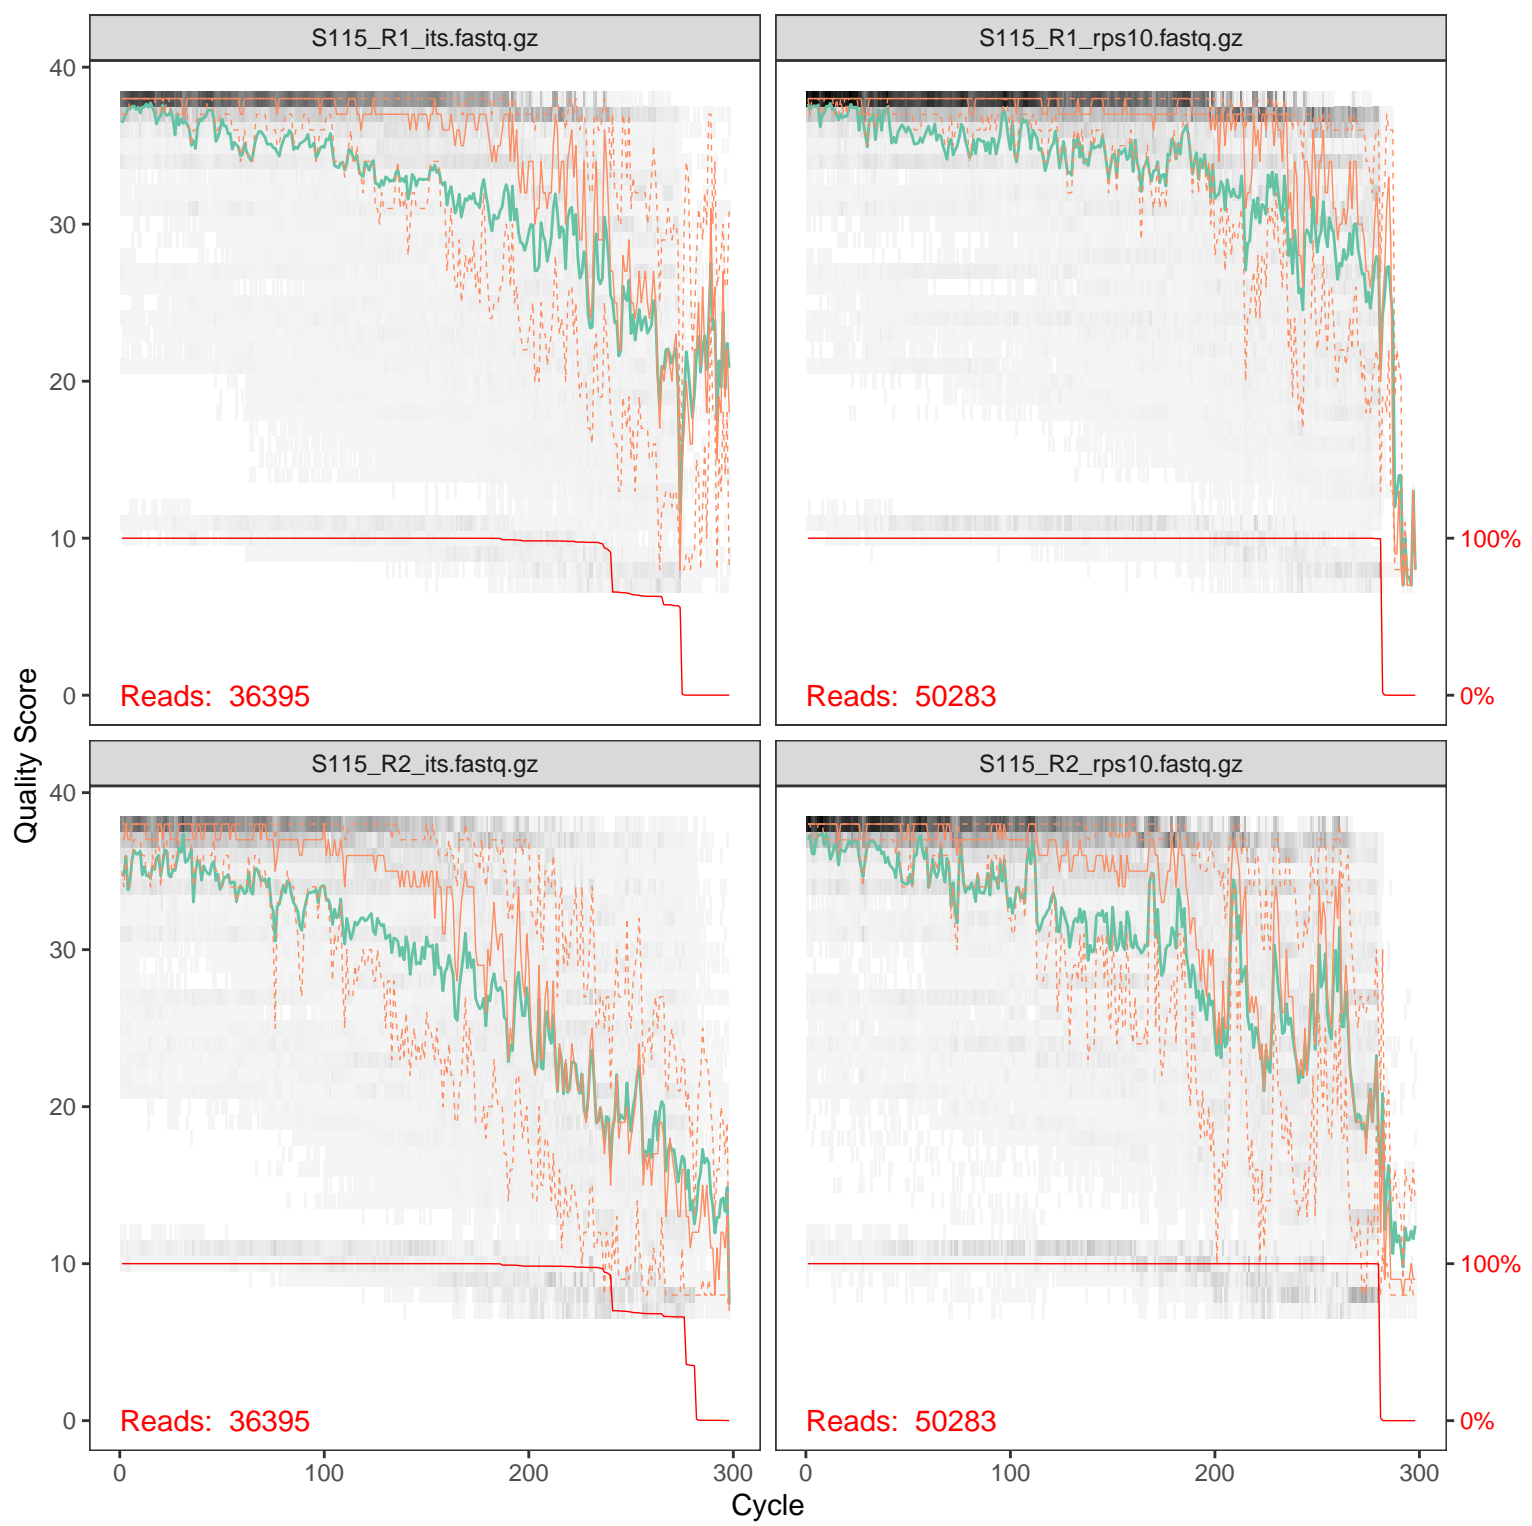 S115_R1_its.fastq.gz
S115_R1_rps10.fastq.gz
40
30
20
10
0
Reads: 36395
Reads: 50283
100%
0%
Quality Score
S115_R2_its.fastq.gz
S115_R2_rps10.fastq.gz
40
30
20
10
0
Reads: 36395
Reads: 50283
100%
0%
0 100 200 300
0 100 200 300
Cycle